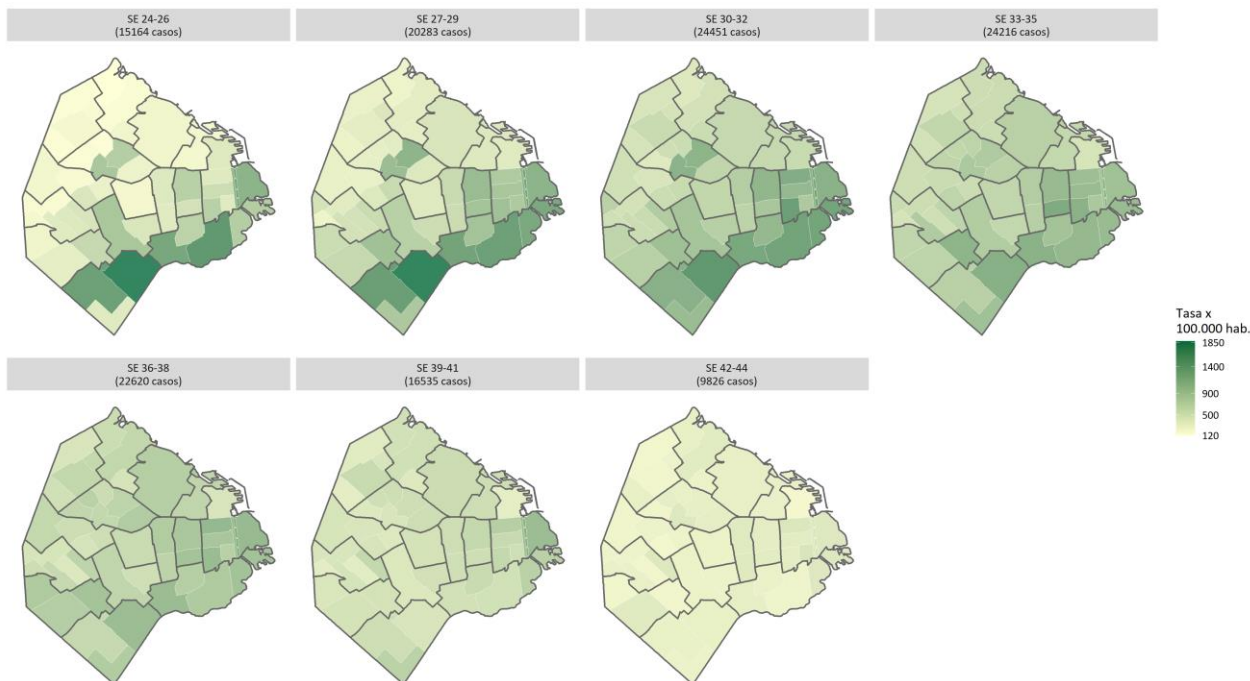 SE 24-26
(15164 casos)
SE 27-29
(20283 casos)
SE 30-32
(24451 casos)
SE 33-35
(24216 casos)
Tasa x
100.000 hab.
1850
1400
900
500
120
SE 36-38
(22620 casos)
SE 39-41
(16535 casos)
SE 42-44
(9826 casos)